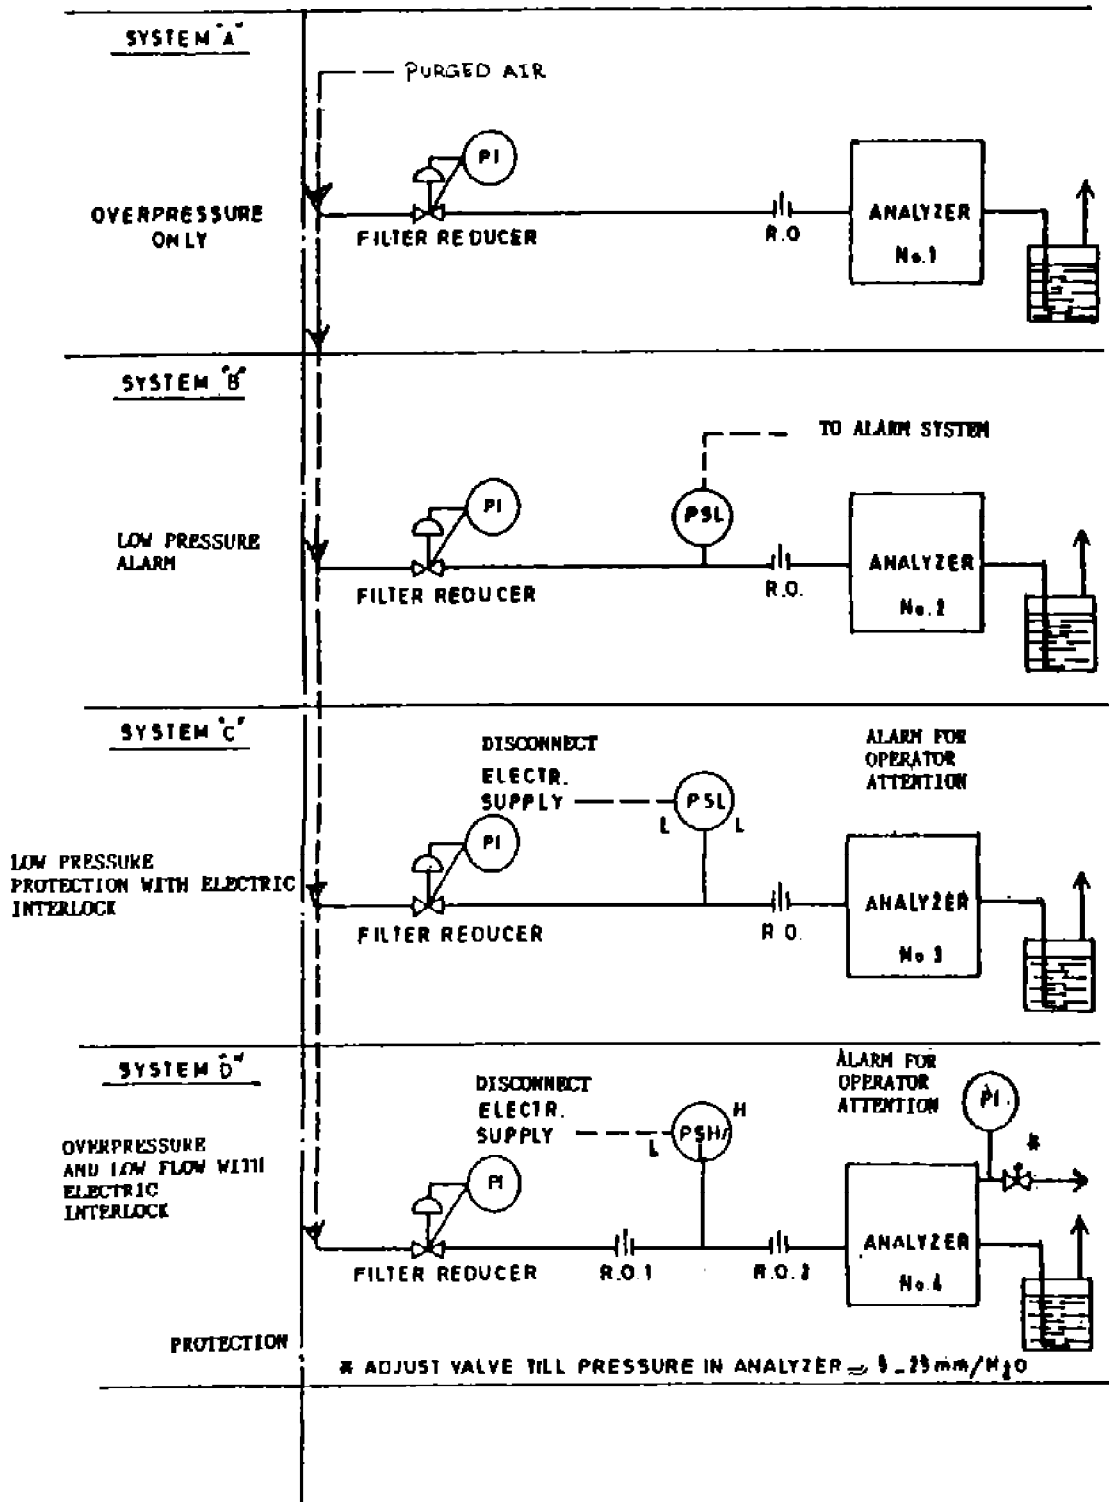 SYSTEM "A"
PURGED AIR
PI
OVERPRESSURE
ONLY
FILTER REDUCER
R.O
ANALYZER
No.1
SYSTEM "B"
TO ALARM SYSTEM
PI
PSL
LOW PRESSURE
ALARM
FILTER REDUCER
R.O.
ANALYZER
No.2
SYSTEM "C"
DISCONNECT
ELECTR.
SUPPLY
PSL
L
L
ALARM FOR
OPERATOR
ATTENTION
PI
LOW PRESSURE
PROTECTION WITH ELECTRIC
INTERLOCK
FILTER REDUCER
R O.
ANALYZER
No 3
SYSTEM "D"
DISCONNECT
ELECTR.
SUPPLY
PSH/
H
L
ALARM FOR
OPERATOR
ATTENTION
PI
*
OVERPRESSURE
AND LOW FLOW WITH
ELECTRIC
INTERLOCK
PI
FILTER REDUCER
R.O.1
R.O.2
ANALYZER
No.4
PROTECTION
* ADJUST VALVE TILL PRESSURE IN ANALYZER mm/H2O